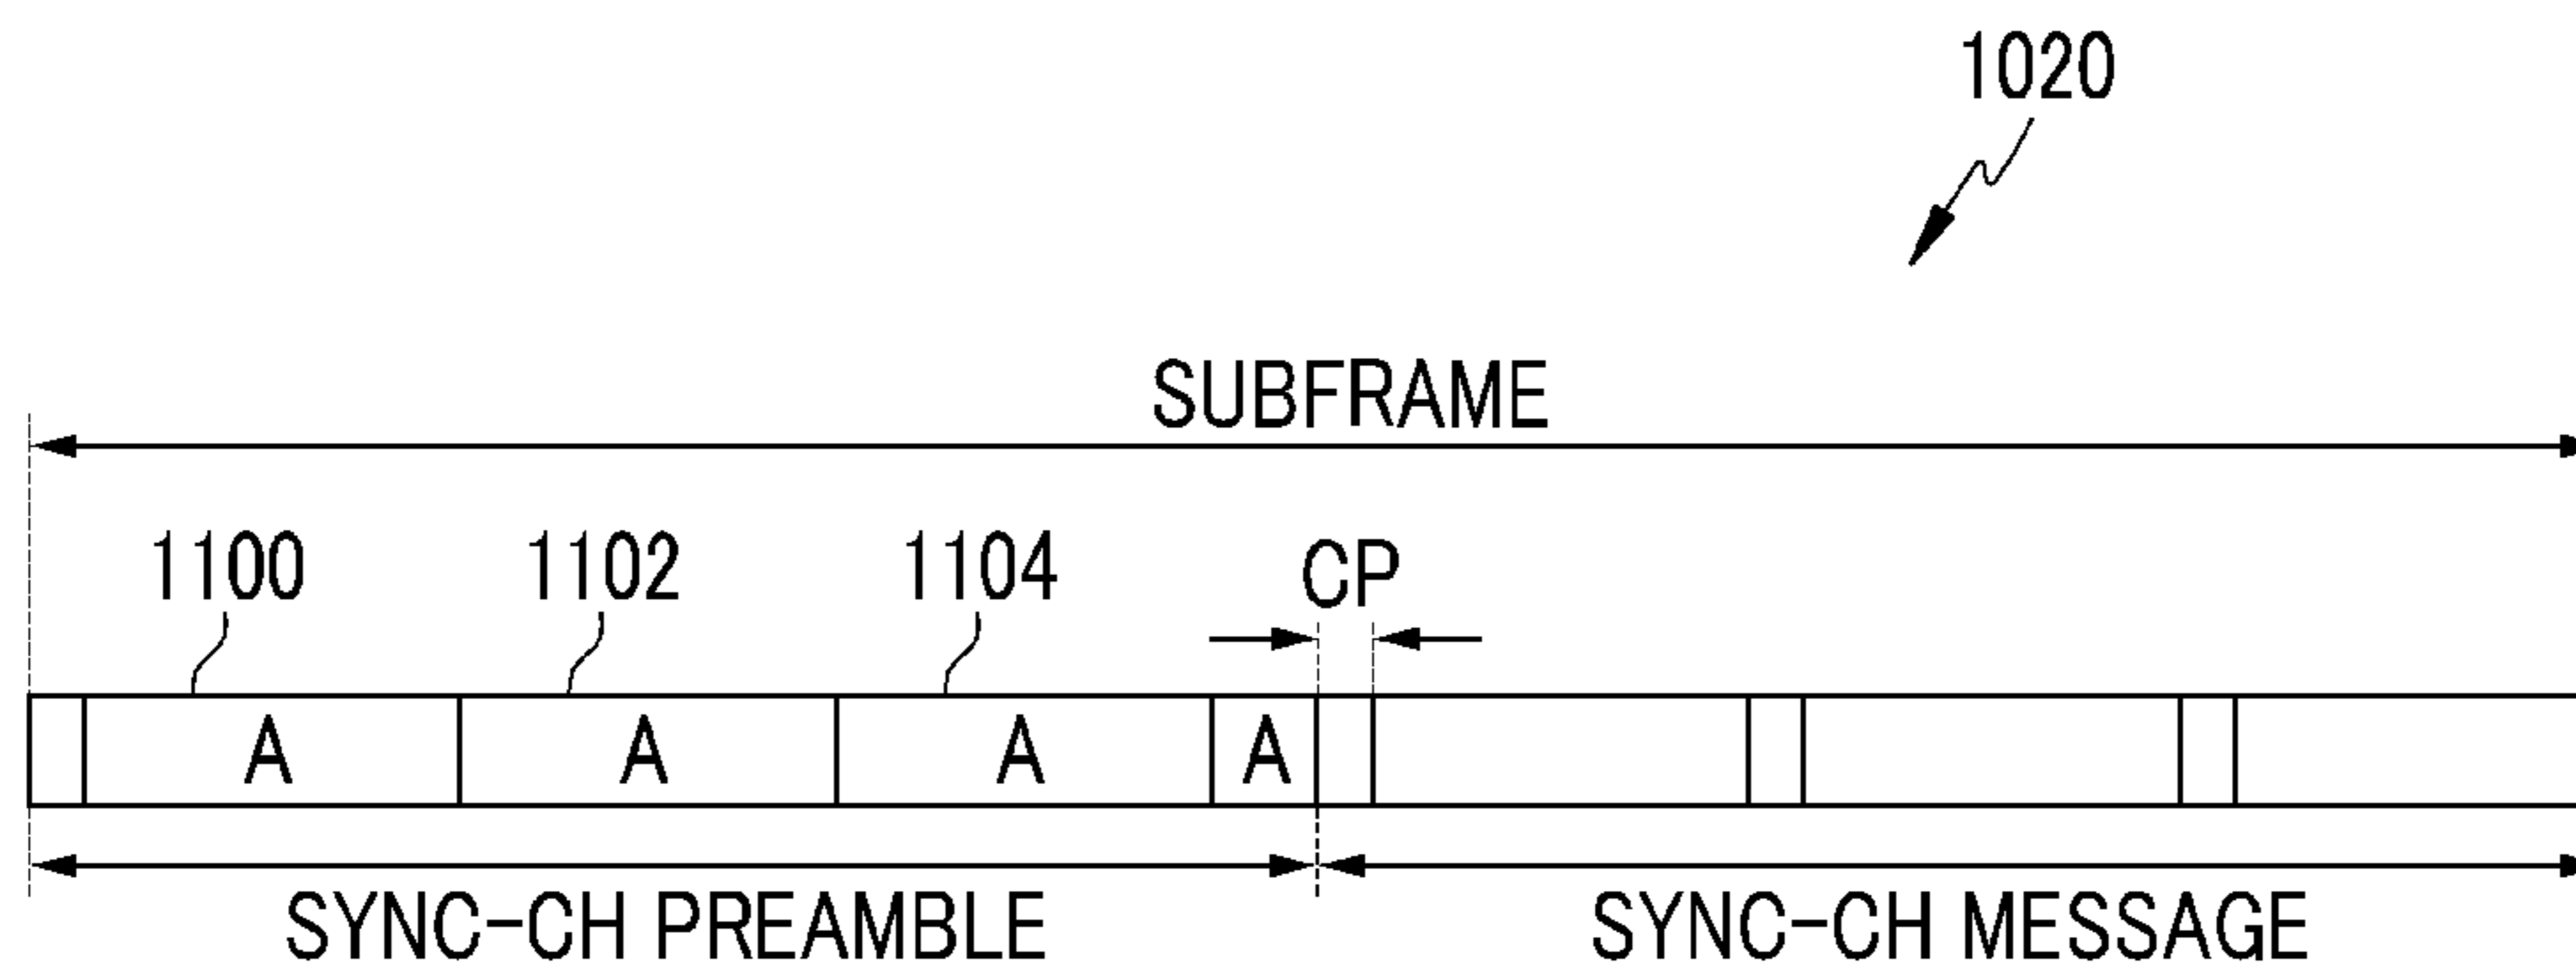 1020
SUBFRAME
1100 1102 1104 CP
A A A A
SYNC-CH PREAMBLE SYNC-CH MESSAGE